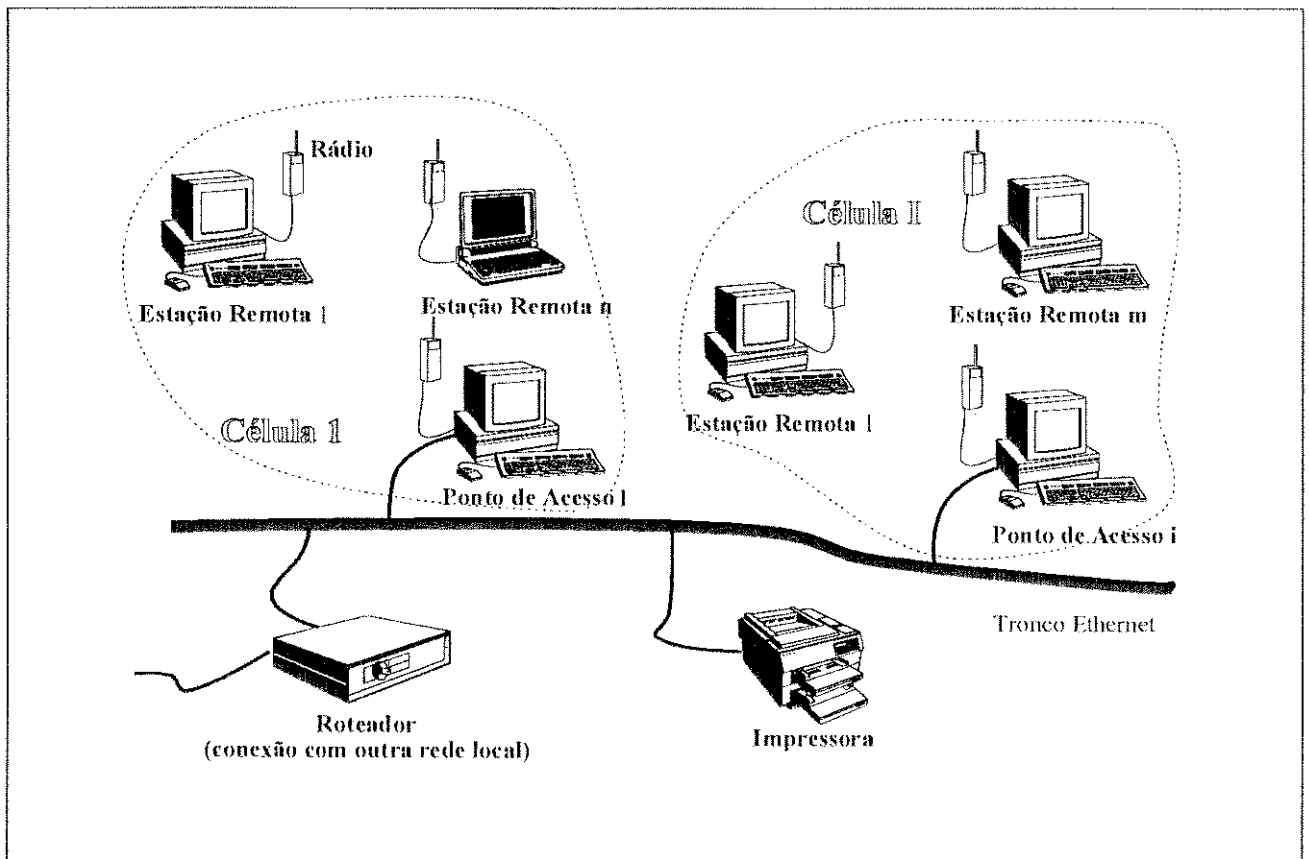 Rádio
Estação Remota 1
Estação Remota n
Célula 1
Ponto de Acesso 1
Célula I
Estação Remota 1
Estação Remota m
Ponto de Acesso i
Tronco Ethernet
Roteador
(conexão com outra rede local)
Impressora